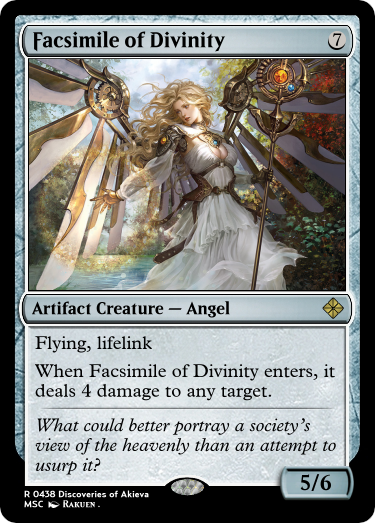 Facsimile of Divinity
7
Artifact Creature — Angel
Flying, lifelink
When Facsimile of Divinity enters, it
deals 4 damage to any target.
What could better portray a society's
view of the heavenly than an attempt to
usurp it?
5/6
R 0438 Discoveries of Akieva
MSC RAKUEN .